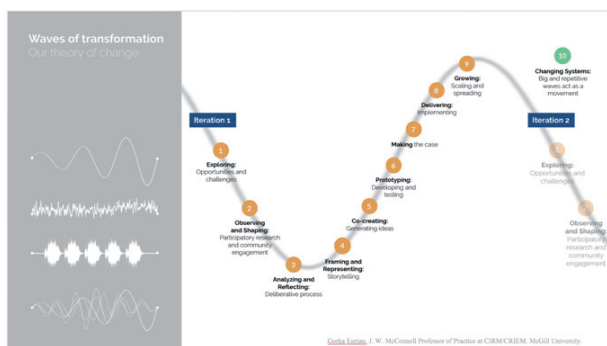 Waves of transformation
Our theory of change
Iteration 1
1
Exploring:
Opportunities and
challenges
2
Observing
and Shaping:
Participatory research
and community
engagement
3
Analyzing and
Reflecting:
Deliberative process
4
Framing and
Representing:
Storytelling
5
Co-creating:
Generating ideas
6
Prototyping:
Developing and
testing
7
Making the case
8
Delivering:
Implementing
9
Growing:
Scaling and
spreading
10
Changing Systems:
Big and repetitive
waves act as a
movement
Iteration 2
Exploring:
Opportunities and
challenges
Observing
and Shaping:
Participatory
research and
community
engagement
J. W. McConnell Professor of Practice at CIRM/CRIEM. McGill University.